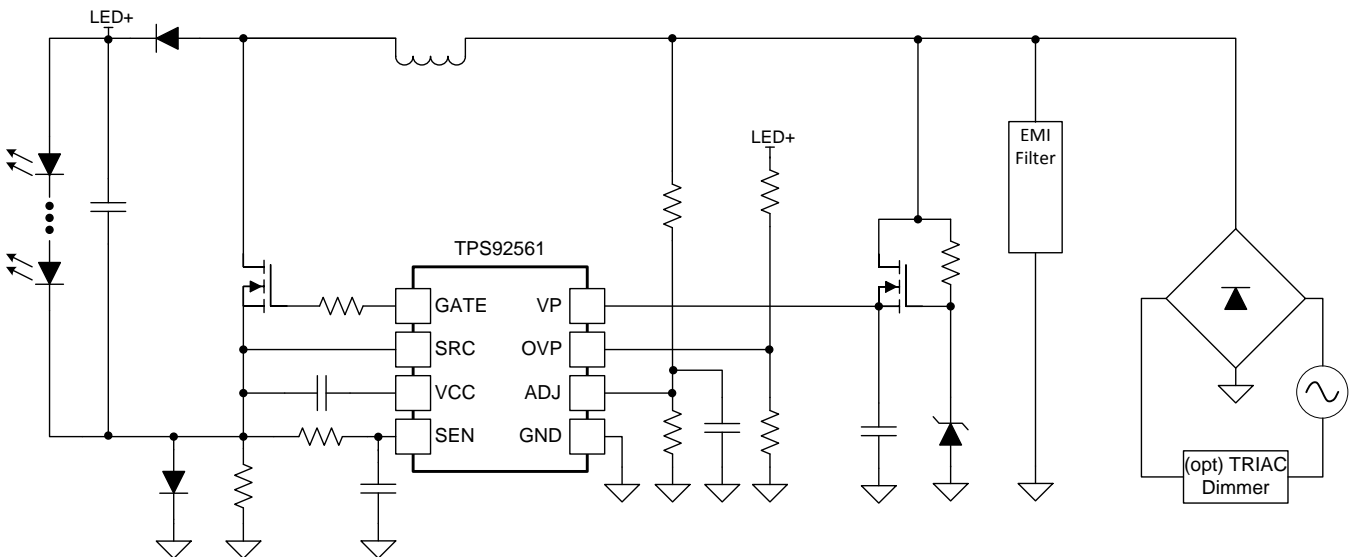 LED+
LED+
EMI
Filter
TPS92561
GATE
VP
SRC
OVP
VCC
ADJ
SEN
GND
(opt) TRIAC
Dimmer